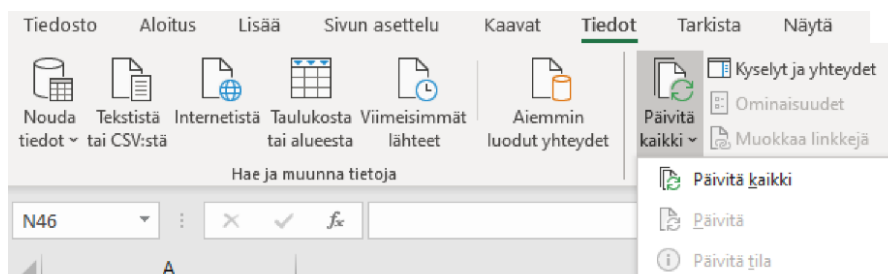 Tiedosto Aloitus Lisää Sivun asettelu Kaavat Tiedot Tarkista Näytä
Nouda tiedot
Tekstistä tai CSV:stä
Internetistä
Taulukosta tai alueesta
Viimeisimmät lähteet
Aiemmin luodut yhteydet
Päivitä kaikki
Kyselyt ja yhteydet
Ominaisuudet
Muokkaa linkkejä
Hae ja muunna tietoja
Päivitä kaikki
Päivitä
Päivitä tila
N46
fx
A